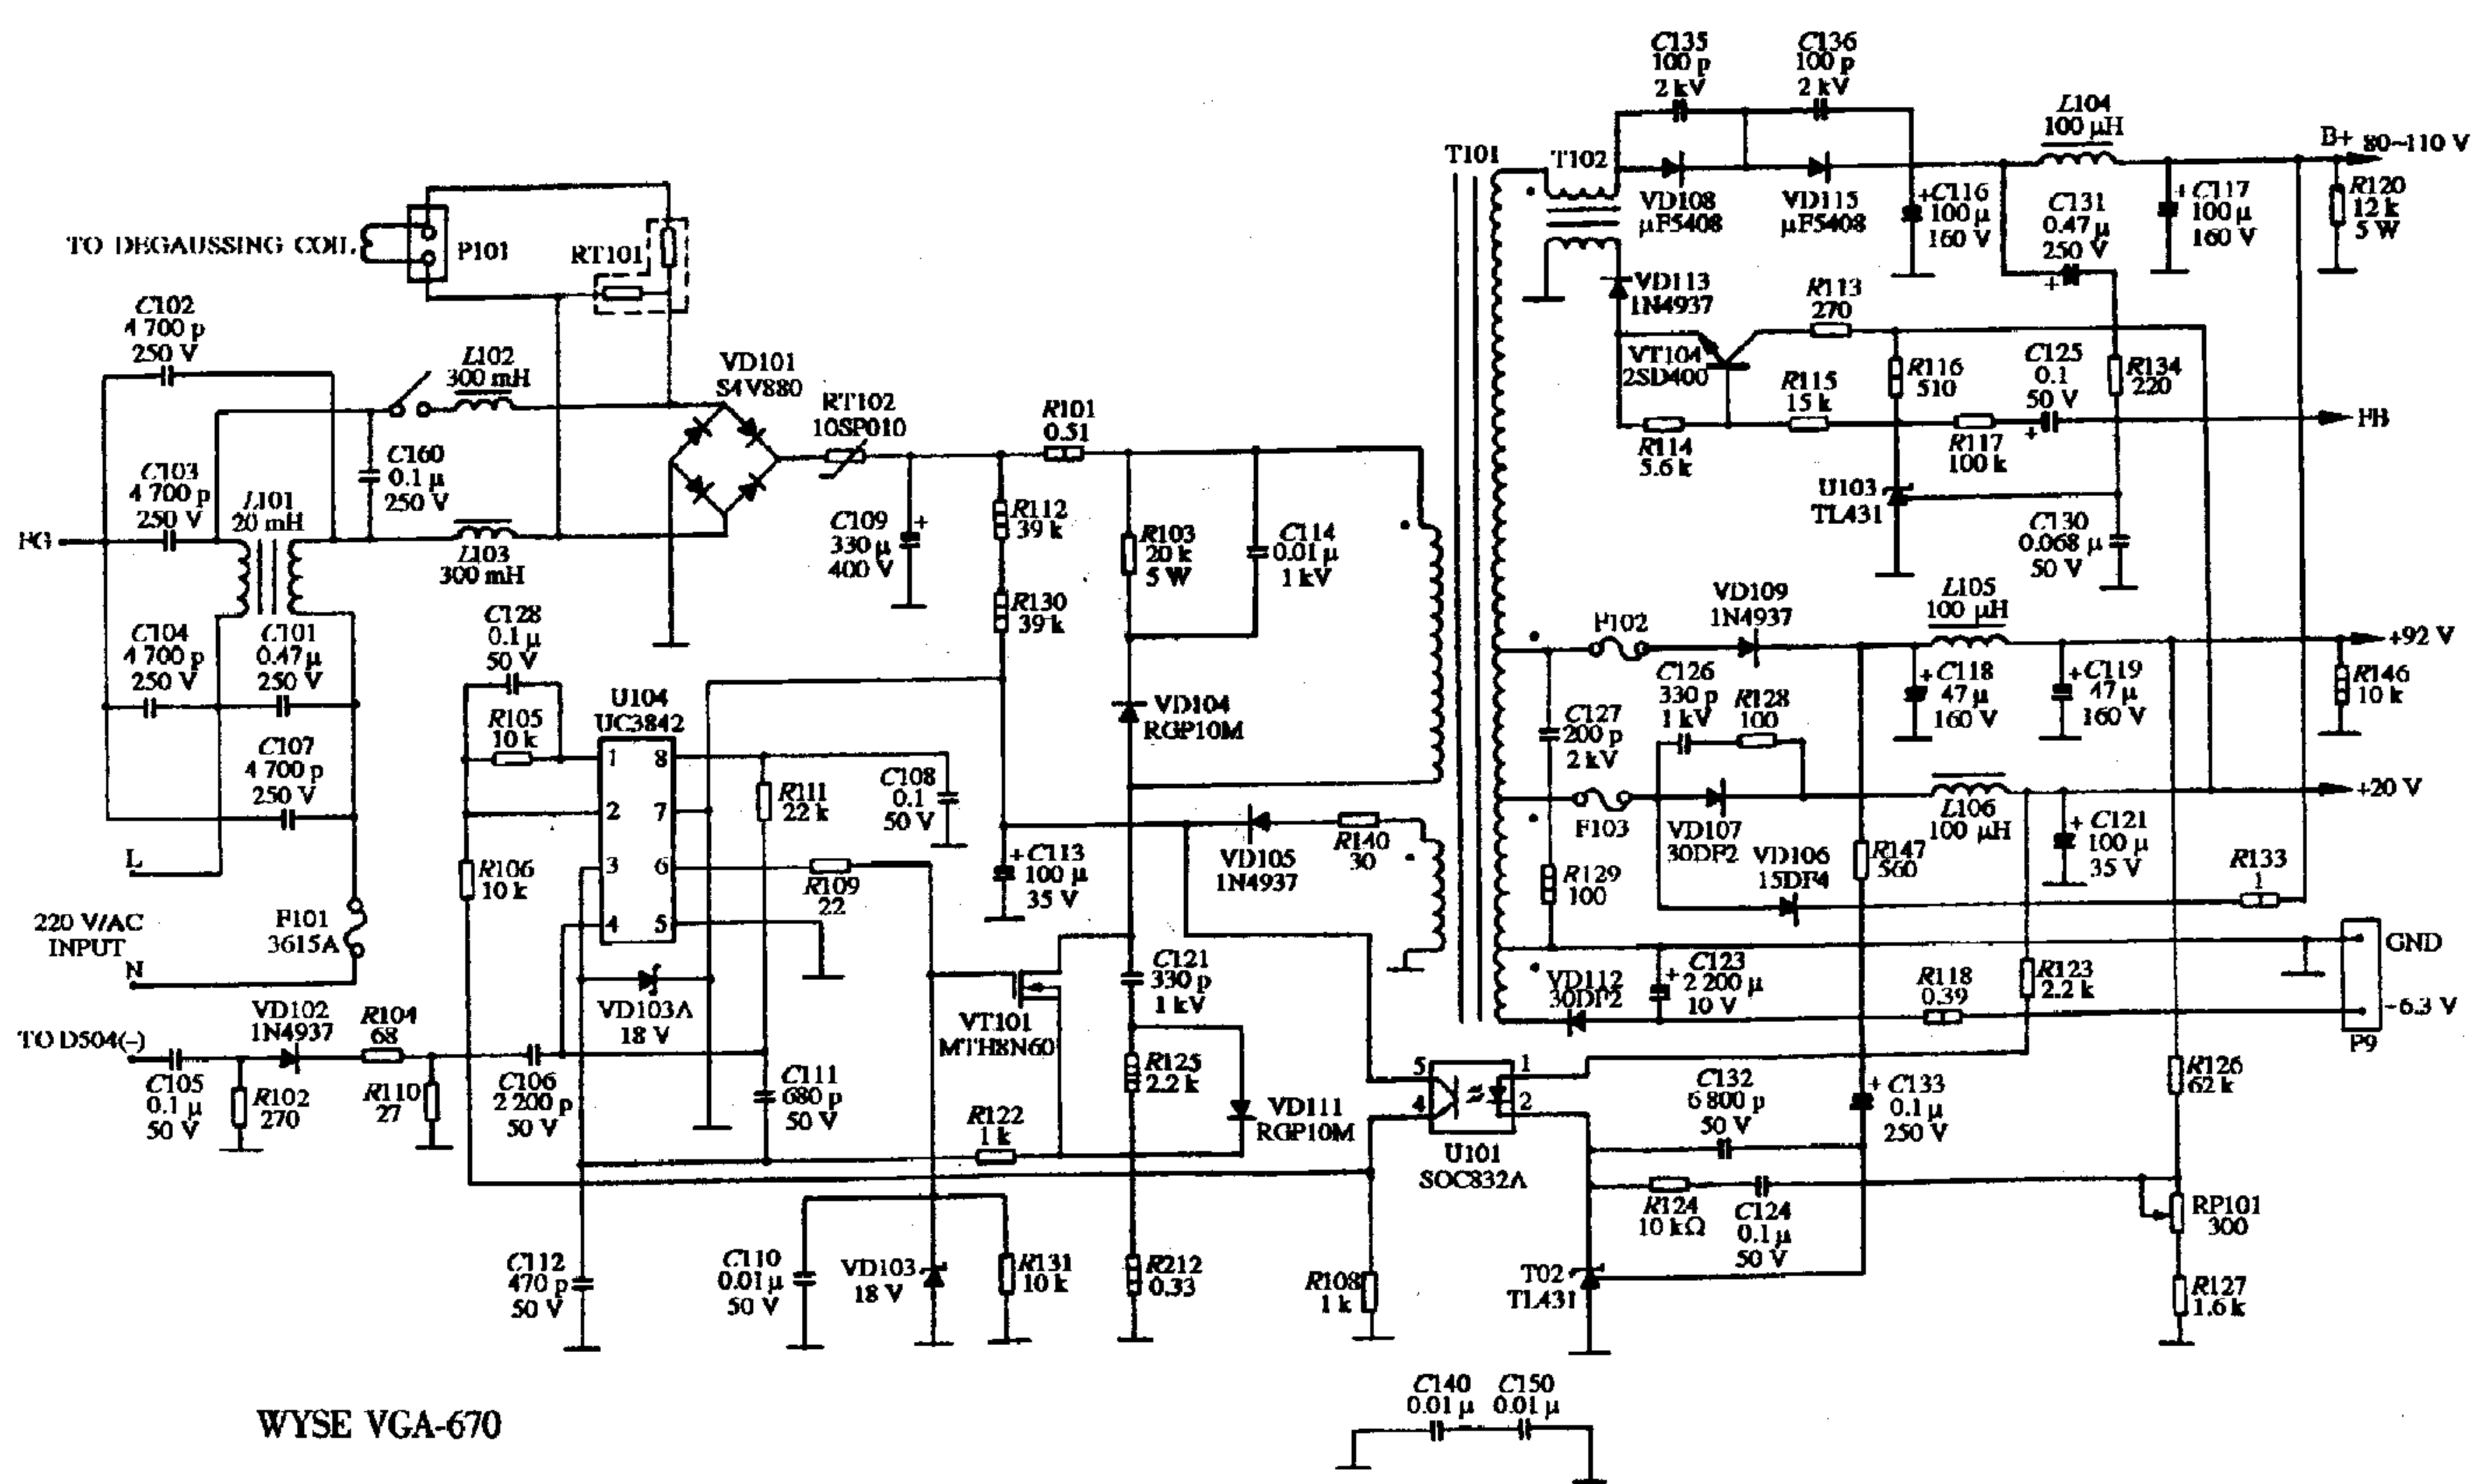 C135
100 p
2 kV
C136
100 p
2 kV
L104
100 μH
B+ 80~110 V
T101
T102
VD108
μF5408
VD115
μF5408
+C116
100 μ
160 V
C131
0.47 μ
250 V
+
+ C117
100 μ
160 V
R120
12 k
5 W
TO DEGAUSSING COIL
P101
RT101
VD113
1N4937
R113
270
VT104
2SD400
R115
15 k
R116
510
C125
0.1
50 V
+
R134
220
R114
5.6 k
R117
100 k
U103
TL431
C130
0.068 μ
50 V
C102
4 700 p
250 V
L102
300 mH
VD101
S4V880
RT102
10SP010
R101
0.51
C103
4 700 p
250 V
L101
20 mH
C160
0.1 μ
250 V
FG
L103
300 mH
C109
330 μ
400 V
+
R112
39 k
R103
20 k
5 W
C114
0.01 μ
1 kV
R130
39 k
C104
4 700 p
250 V
C101
0.47 μ
250 V
C128
0.1 μ
50 V
R105
10 k
U104
UC3842
1
2
3
4
8
7
6
5
C107
4 700 p
250 V
R111
22 k
C108
0.1
50 V
VD104
RGP10M
F102
VD109
1N4937
L105
100 μH
+92 V
C127
200 p
2 kV
C126
330 p
1 kV
R128
100
+C118
47 μ
160 V
+C119
47 μ
160 V
R146
10 k
L
R106
10 k
R109
22
+C113
100 μ
35 V
VD105
1N4937
R140
30
F103
VD107
30DF2
L106
100 μH
+20 V
+ C121
100 μ
35 V
R129
100
VD106
15DF4
R147
560
R133
1
220 V/AC
INPUT
F101
3615A
N
GND
VD103A
18 V
VT101
MTH8N60
C121
330 p
1 kV
VD112
30DF2
+ C123
2 200 μ
10 V
R118
0.39
R123
2.2 k
-6.3 V
P9
TO D504(-)
VD102
1N4937
R104
68
C105
0.1 μ
50 V
R102
270
R110
27
C106
2 200 p
50 V
C111
680 p
50 V
R122
1 k
R125
2.2 k
VD111
RGP10M
5
4
1
2
U101
SOC832A
C132
6 800 p
50 V
+ C133
0.1 μ
250 V
R126
62 k
R124
10 kΩ
C124
0.1 μ
50 V
RP101
300
C112
470 p
50 V
C110
0.01 μ
50 V
VD103
18 V
R131
10 k
R212
0.33
R108
1 k
T02
TL431
R127
1.6 k
C140
0.01 μ
C150
0.01 μ
WYSE VGA-670